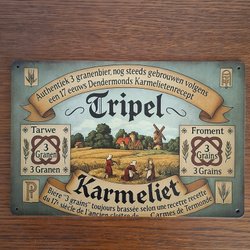 Authentiek 3 granenbier, nog steeds gebrouwen volgens
een 17 eeuws Dendermonds Karmelietenrecept
Tripel
Tarwe
3
Granen
3 Granen
Froment
3
Grains
3 Grains
Karmeliet
Bière "3 grains" toujours brassée selon une recette
du 17e siècle de l'ancien Carmes de Termonde